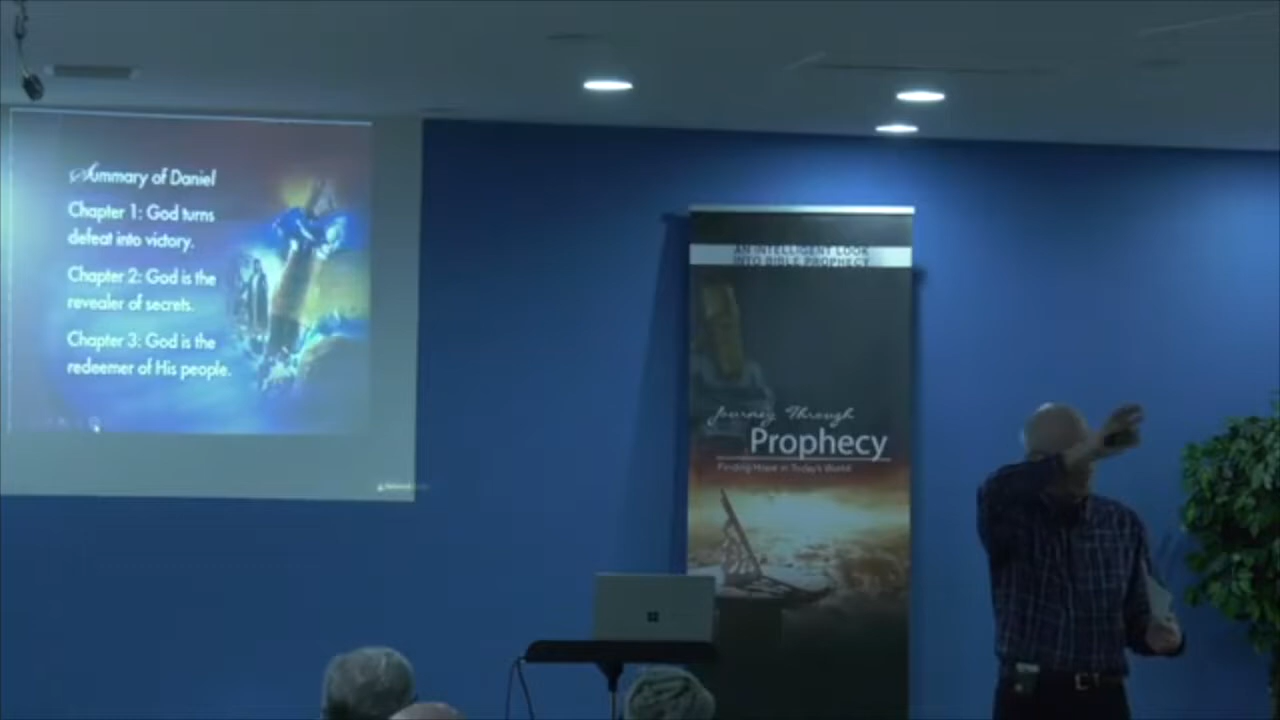 Summary of Daniel
Chapter 1: God turns
defeat into victory.
Chapter 2: God is the
revealer of secrets.
Chapter 3: God is the
redeemer of His people.
AN INTELLIGENT LOOK
INTO BIBLE PROPHECY
Journey Through
Prophecy
Finding Hope in Today's World